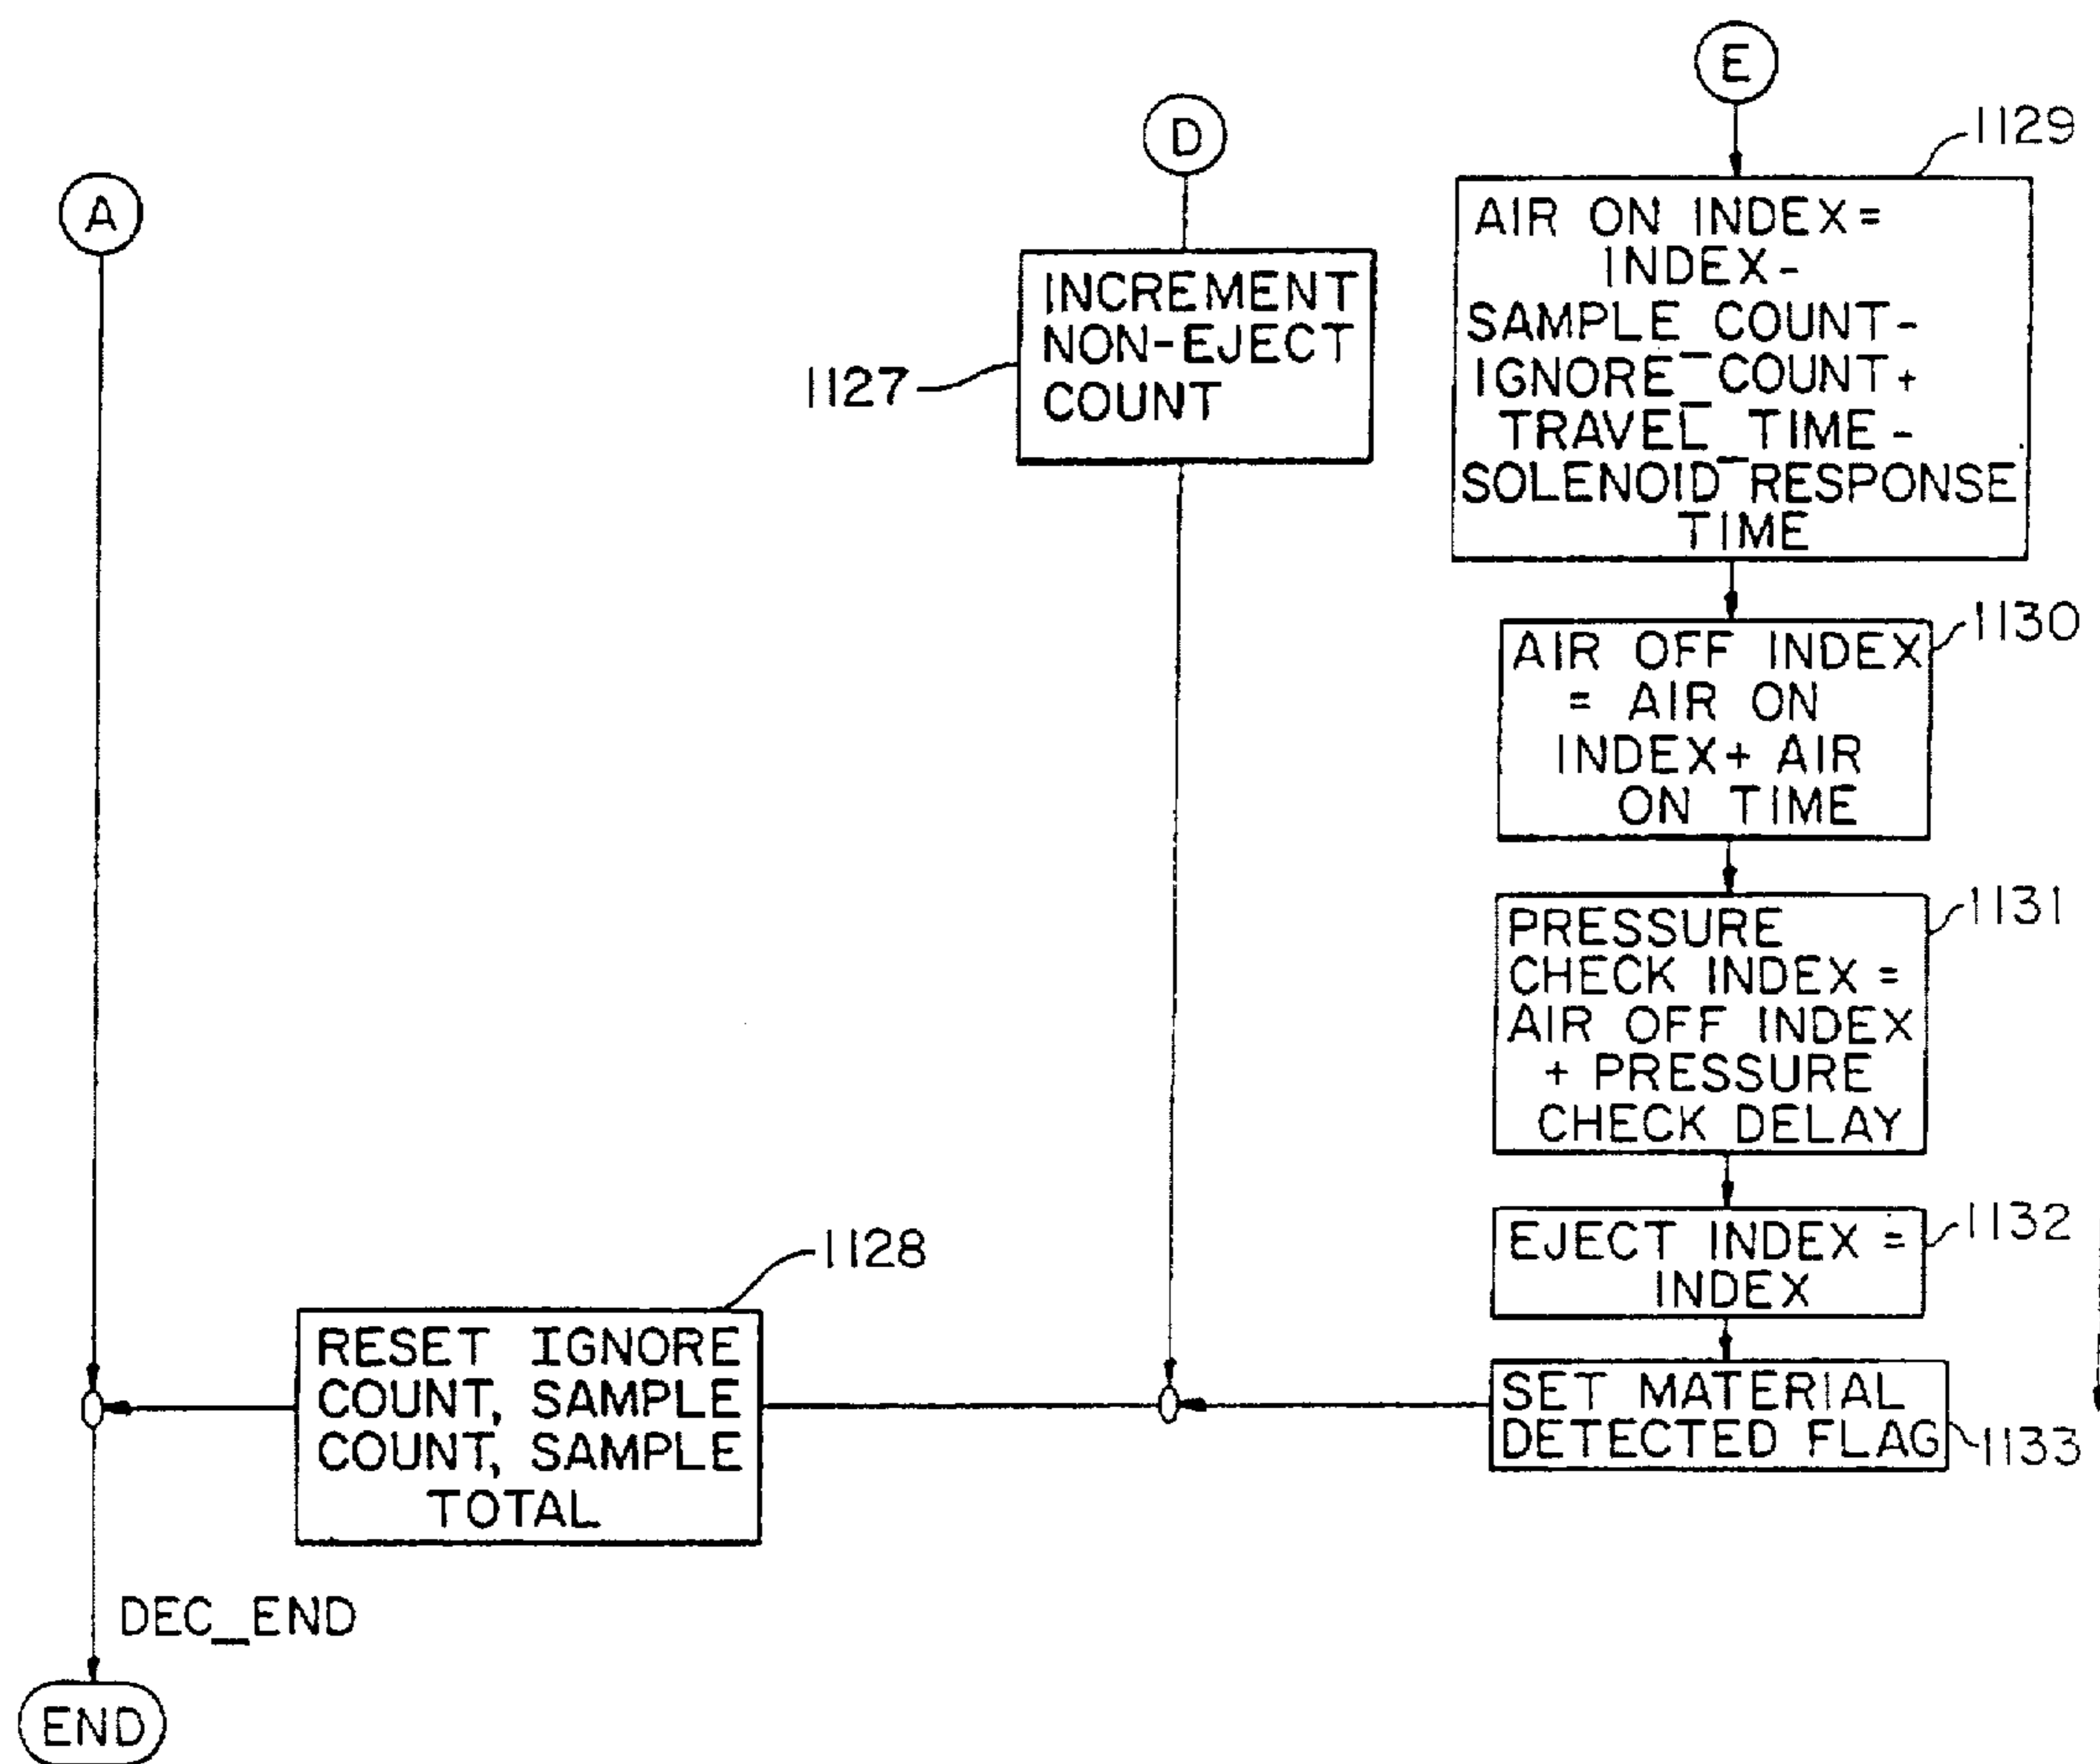 A
D
INCREMENT
NON-EJECT
COUNT
1127
E
1129
AIR ON INDEX=
INDEX-
SAMPLE_COUNT-
IGNORE_COUNT+
TRAVEL_TIME-
SOLENOID_RESPONSE
TIME
1130
AIR OFF INDEX
= AIR ON
INDEX+ AIR
ON TIME
1131
PRESSURE
CHECK INDEX =
AIR OFF INDEX
+ PRESSURE
CHECK DELAY
1132
EJECT INDEX =
INDEX
SET MATERIAL
DETECTED FLAG
1133
1128
RESET IGNORE
COUNT, SAMPLE
COUNT, SAMPLE
TOTAL
DEC_END
END